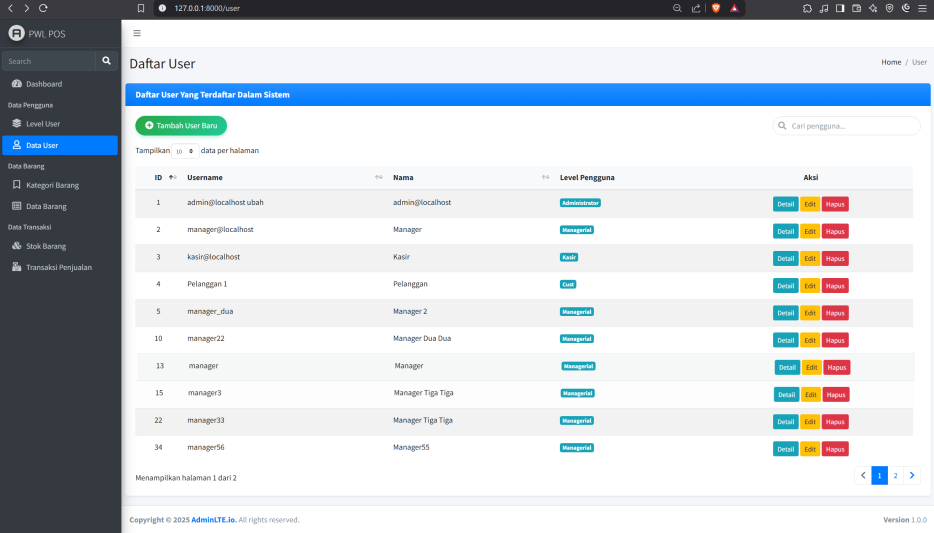 127.0.0.1:8000/user
PWL POS
Search
Dashboard
Data Pengguna
Level User
Data User
Data Barang
Kategori Barang
Data Barang
Data Transaksi
Stok Barang
Transaksi Penjualan
Daftar User
Home / User
Daftar User Yang Terdaftar Dalam Sistem
Tambah User Baru
Cari pengguna...
Tampilkan 10 data per halaman
ID Username Nama Level Pengguna Aksi
1 admin@localhost ubah admin@localhost Administrator Detail Edit Hapus
2 manager@localhost Manager Managerial Detail Edit Hapus
3 kasir@localhost Kasir Kasir Detail Edit Hapus
4 Pelanggan 1 Pelanggan Cust Detail Edit Hapus
5 manager_dua Manager 2 Managerial Detail Edit Hapus
10 manager22 Manager Dua Dua Managerial Detail Edit Hapus
13 manager Manager Managerial Detail Edit Hapus
15 manager3 Manager Tiga Tiga Managerial Detail Edit Hapus
22 manager33 Manager Tiga Tiga Managerial Detail Edit Hapus
34 manager56 Manager55 Managerial Detail Edit Hapus
Menampilkan halaman 1 dari 2
1 2
Copyright © 2025 AdminLTE.io. All rights reserved.
Version 1.0.0